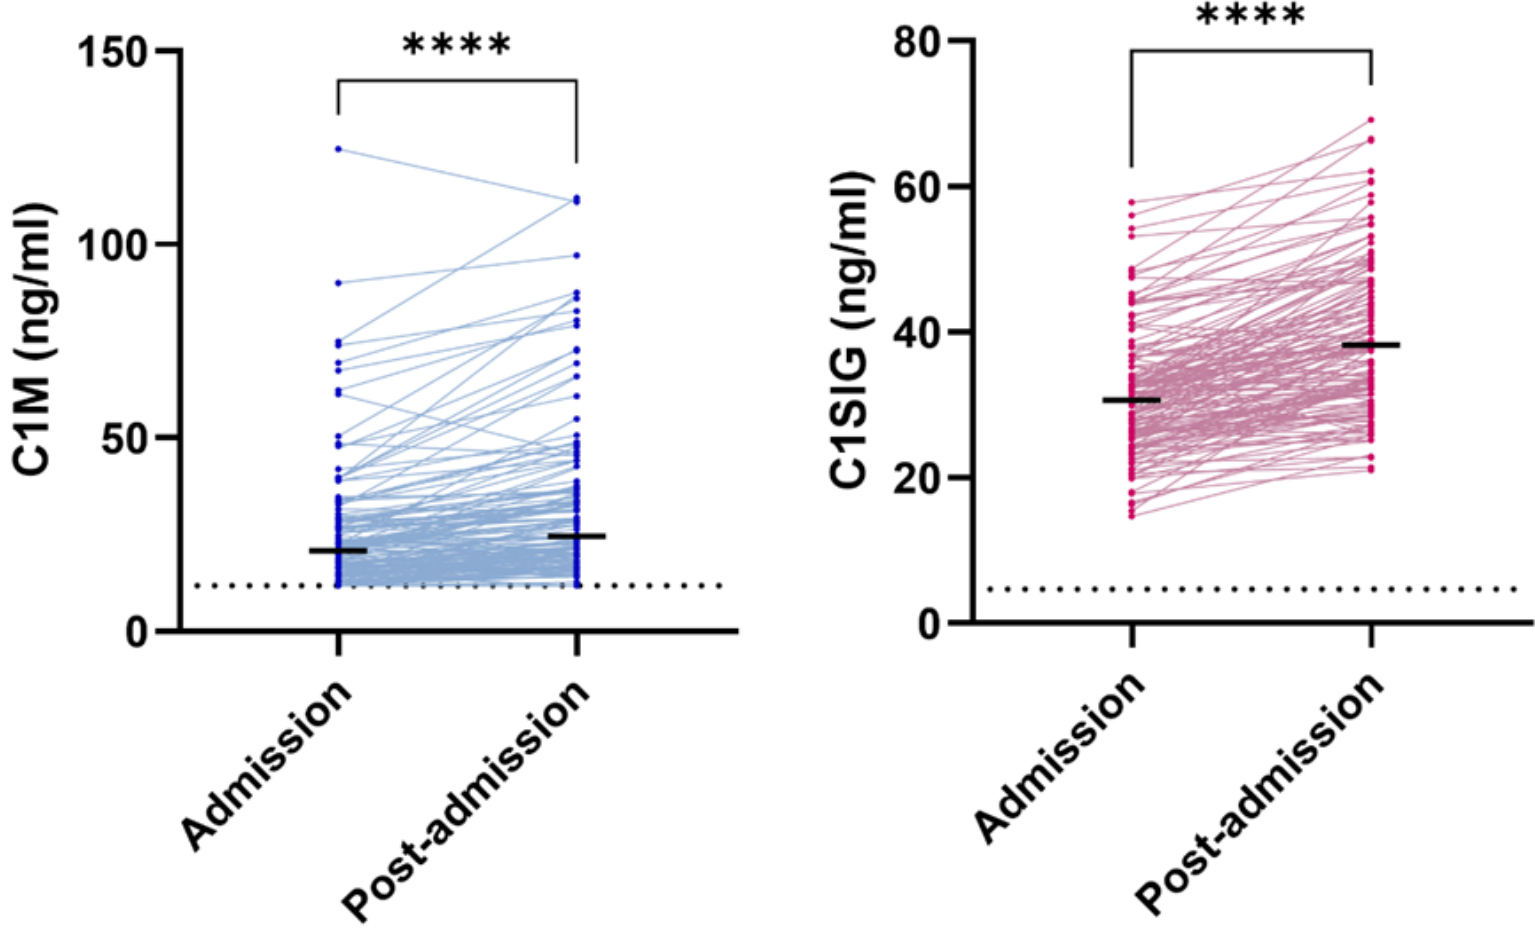 C1M (ng/ml)
150
100
50
0
****
Admission
Post-admission
C1SIG (ng/ml)
80
60
40
20
0
****
Admission
Post-admission